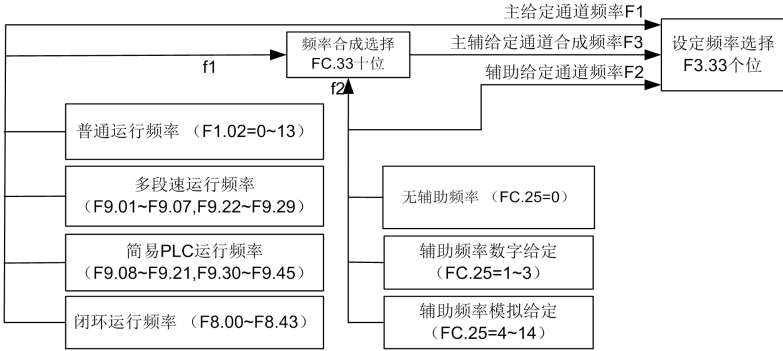 主给定通道频率F1
频率合成选择
FC.33十位
主辅给定通道合成频率F3
设定频率选择
F3.33个位
f1
f2
辅助给定通道频率F2
普通运行频率 （F1.02=0~13）
多段速运行频率
（F9.01~F9.07,F9.22~F9.29）
无辅助频率 （FC.25=0）
简易PLC运行频率
（F9.08~F9.21,F9.30~F9.45）
辅助频率数字给定
（FC.25=1~3）
闭环运行频率 （F8.00~F8.43）
辅助频率模拟给定
（FC.25=4~14）